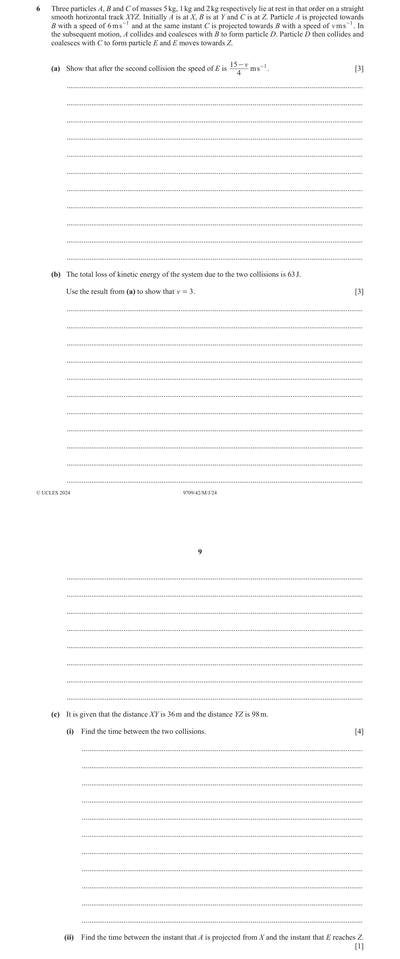 6 Three particles A, B and C of masses 5 kg, 1 kg and 2 kg respectively lie at rest in that order on a straight
smooth horizontal track XYZ. Initially A is at X, B is at Y and C is at Z. Particle A is projected towards
B with a speed of 6 m s⁻¹ and at the same instant C is projected towards B with a speed of v m s⁻¹. In
the subsequent motion, A collides and coalesces with B to form particle D. Particle D then collides and
coalesces with C to form particle E and E moves towards Z.
(a) Show that after the second collision the speed of E is (15 − v)/4 m s⁻¹. [3]
(b) The total loss of kinetic energy of the system due to the two collisions is 63 J.
Use the result from (a) to show that v = 3. [3]
© UCLES 2024 9709/42/M/J/24
9
(c) It is given that the distance XY is 36 m and the distance YZ is 98 m.
(i) Find the time between the two collisions. [4]
(ii) Find the time between the instant that A is projected from X and the instant that E reaches Z.
[1]